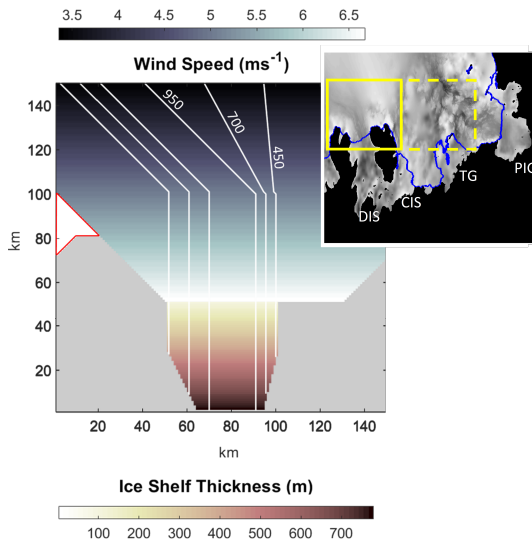 3.5 4 4.5 5 5.5 6 6.5
Wind Speed (ms-1)
140
120
100
80
60
40
20
km
950
700
450
DIS
CIS
TG
PIG
20 40 60 80 100 120 140
km
Ice Shelf Thickness (m)
100 200 300 400 500 600 700